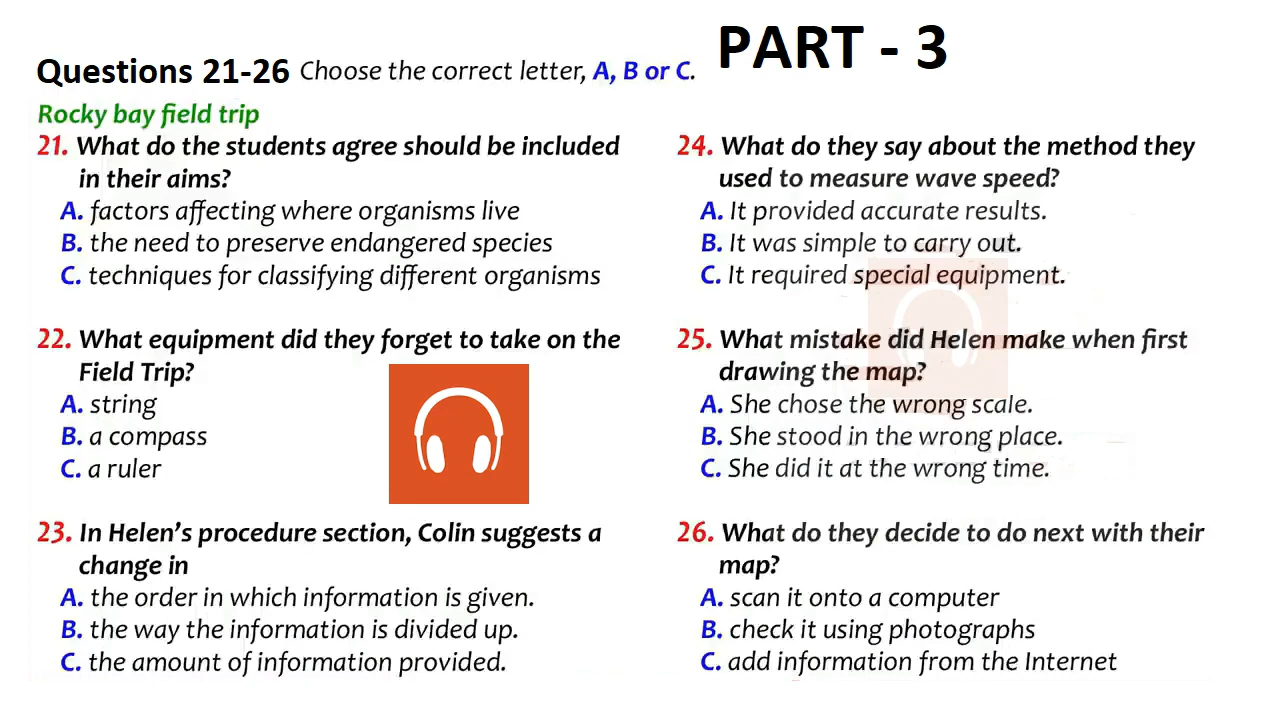 PART - 3
Questions 21-26 Choose the correct letter, A, B or C.
Rocky bay field trip
21. What do the students agree should be included
in their aims?
A. factors affecting where organisms live
B. the need to preserve endangered species
C. techniques for classifying different organisms
22. What equipment did they forget to take on the
Field Trip?
A. string
B. a compass
C. a ruler
23. In Helen's procedure section, Colin suggests a
change in
A. the order in which information is given.
B. the way the information is divided up.
C. the amount of information provided.
24. What do they say about the method they
used to measure wave speed?
A. It provided accurate results.
B. It was simple to carry out.
C. It required special equipment.
25. What mistake did Helen make when first
drawing the map?
A. She chose the wrong scale.
B. She stood in the wrong place.
C. She did it at the wrong time.
26. What do they decide to do next with their
map?
A. scan it onto a computer
B. check it using photographs
C. add information from the Internet